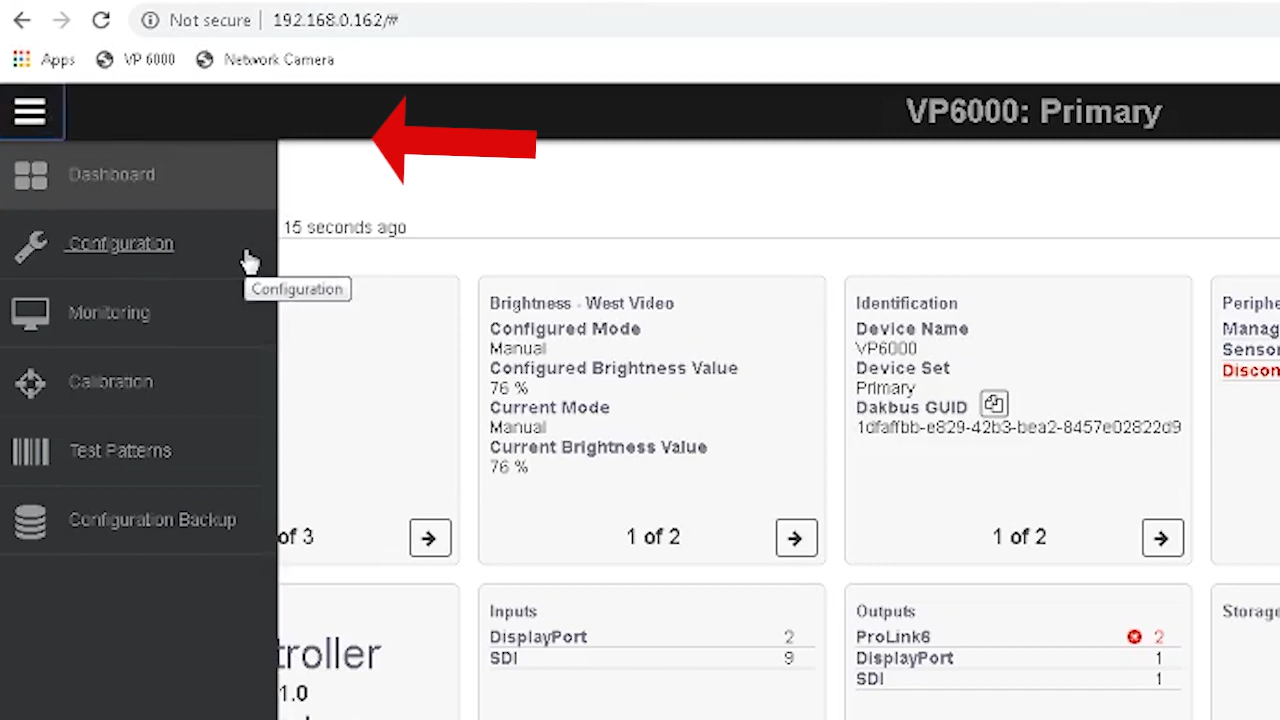 Not secure | 192.168.0.162/#
Apps VP 6000 Network Camera
VP6000: Primary
Dashboard
Configuration
Configuration
Monitoring
Calibration
Test Patterns
Configuration Backup
15 seconds ago
of 3
Brightness - West Video
Configured Mode
Manual
Configured Brightness Value
76 %
Current Mode
Manual
Current Brightness Value
76 %
1 of 2
Identification
Device Name
VP6000
Device Set
Primary
Dakbus GUID
1dfaffbb-e829-42b3-bea2-8457e02822d9
1 of 2
Periphe
Manag
Sensor
Discon
troller
1.0
Inputs
DisplayPort 2
SDI 9
Outputs
ProLink6 2
DisplayPort 1
SDI 1
Storage